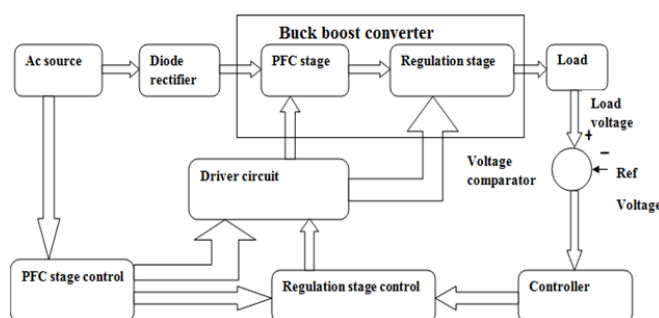 Buck boost converter
Ac source
Diode
rectifier
PFC stage
Regulation stage
Load
Load
voltage
+
−
Driver circuit
Voltage
comparator
Ref
Voltage
PFC stage control
Regulation stage control
Controller